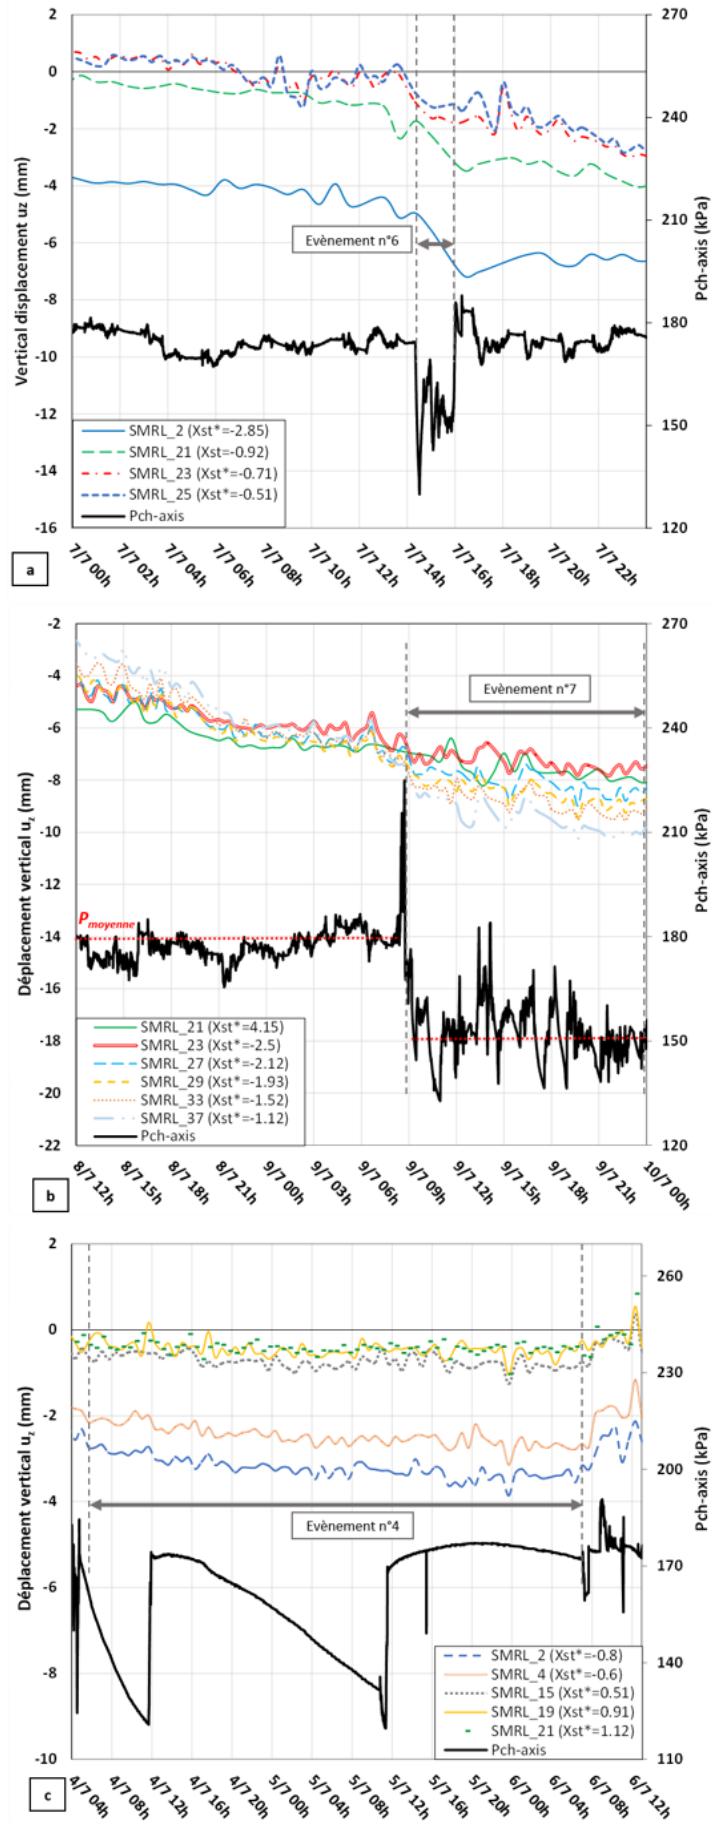 2
0
-2
-4
-6
-8
-10
-12
-14
-16
Vertical displacement uz (mm)
270
240
210
180
150
120
Pch-axis (kPa)
Evènement n°6
SMRL_2 (Xst*=-2.85)
SMRL_21 (Xst=-0.92)
SMRL_23 (Xst*=-0.71)
SMRL_25 (Xst*=-0.51)
Pch-axis
7/7 00h
7/7 02h
7/7 04h
7/7 06h
7/7 08h
7/7 10h
7/7 12h
7/7 14h
7/7 16h
7/7 18h
7/7 20h
7/7 22h
a
-2
-4
-6
-8
-10
-12
-14
-16
-18
-20
-22
Déplacement vertical uz (mm)
270
240
210
180
150
120
Pch-axis (kPa)
Evènement n°7
Pmoyenne
SMRL_21 (Xst*=4.15)
SMRL_23 (Xst*=-2.5)
SMRL_27 (Xst*=-2.12)
SMRL_29 (Xst*=-1.93)
SMRL_33 (Xst*=-1.52)
SMRL_37 (Xst*=-1.12)
Pch-axis
8/7 12h
8/7 15h
8/7 18h
8/7 21h
9/7 00h
9/7 03h
9/7 06h
9/7 09h
9/7 12h
9/7 15h
9/7 18h
9/7 21h
10/7 00h
b
2
0
-2
-4
-6
-8
-10
Déplacement vertical uz (mm)
260
230
200
170
140
110
Pch-axis (kPa)
Evènement n°4
SMRL_2 (Xst*=-0.8)
SMRL_4 (Xst*=-0.6)
SMRL_15 (Xst*=0.51)
SMRL_19 (Xst*=0.91)
SMRL_21 (Xst*=1.12)
Pch-axis
4/7 04h
4/7 08h
4/7 12h
4/7 16h
4/7 20h
5/7 00h
5/7 04h
5/7 08h
5/7 12h
5/7 16h
5/7 20h
6/7 00h
6/7 04h
6/7 08h
6/7 12h
c